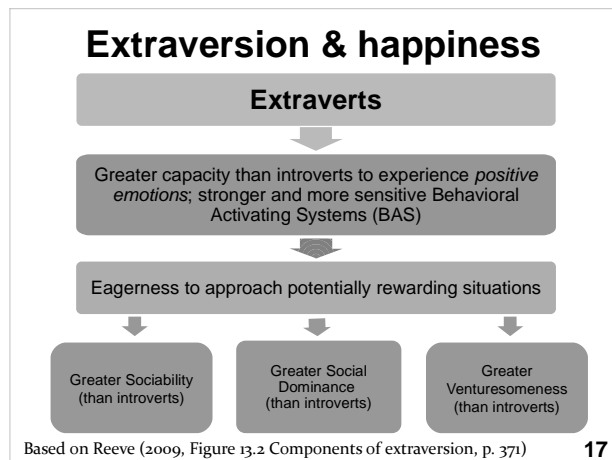 Extraversion & happiness
Extraverts
Greater capacity than introverts to experience positive
emotions; stronger and more sensitive Behavioral
Activating Systems (BAS)
Eagerness to approach potentially rewarding situations
Greater Sociability
(than introverts)
Greater Social
Dominance
(than introverts)
Greater
Venturesomeness
(than introverts)
Based on Reeve (2009, Figure 13.2 Components of extraversion, p. 371)
17